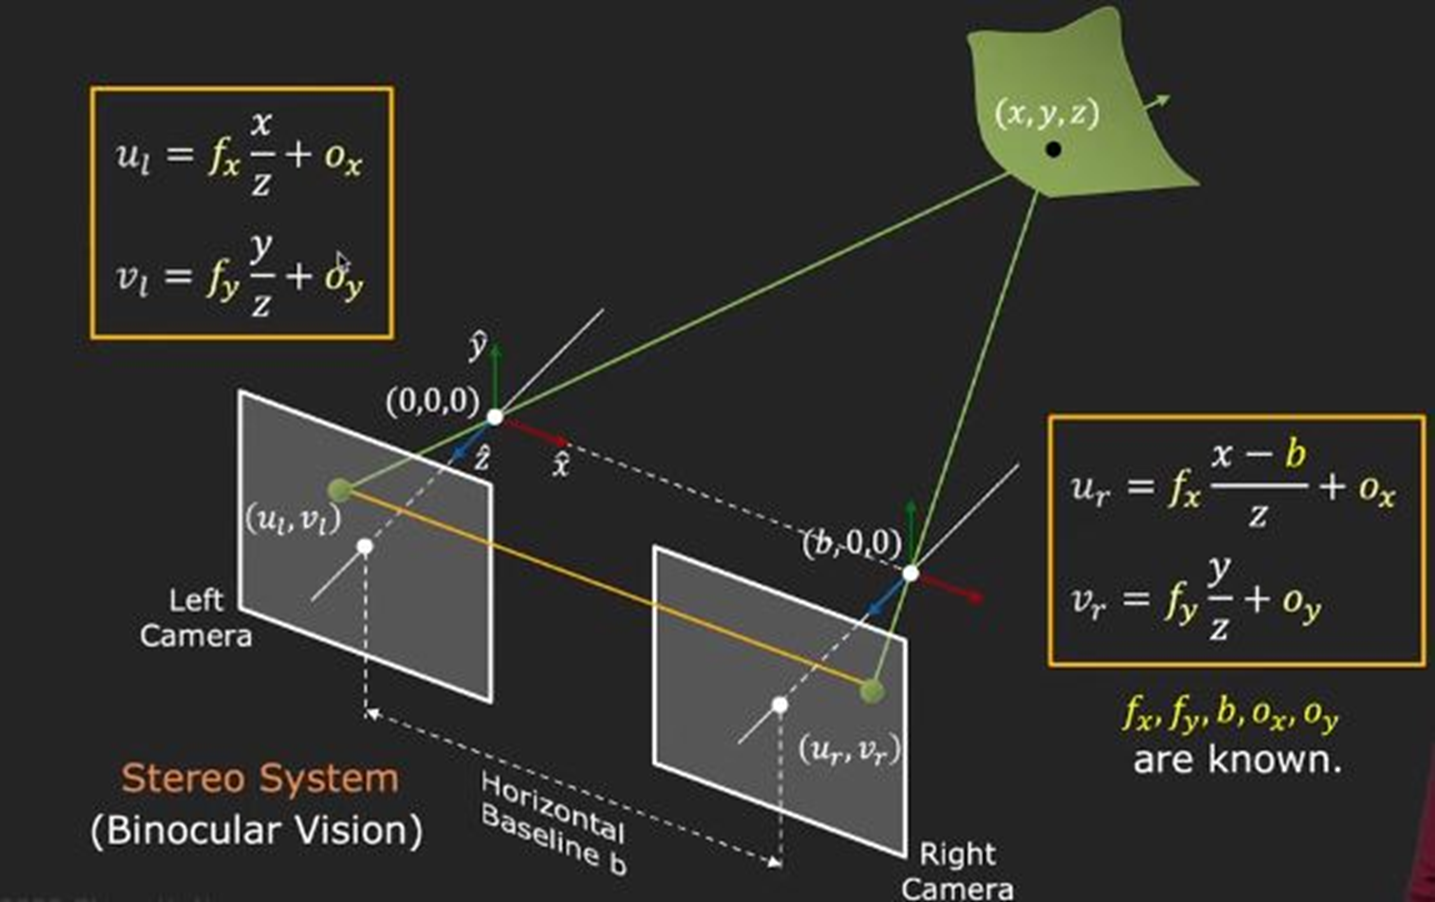 u_l = f_x x/z + o_x
v_l = f_y y/z + o_y
(x, y, z)
ŷ
(0,0,0)
ẑ
x̂
(u_l, v_l)
(b, 0,0)
Left
Camera
u_r = f_x (x − b)/z + o_x
v_r = f_y y/z + o_y
f_x, f_y, b, o_x, o_y
are known.
(u_r, v_r)
Stereo System
(Binocular Vision)
Horizontal
Baseline b
Right
Camera